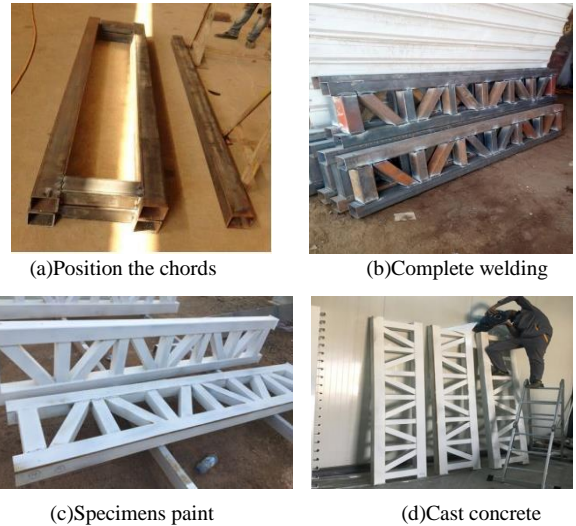 (a)Position the chords
(b)Complete welding
(c)Specimens paint
(d)Cast concrete